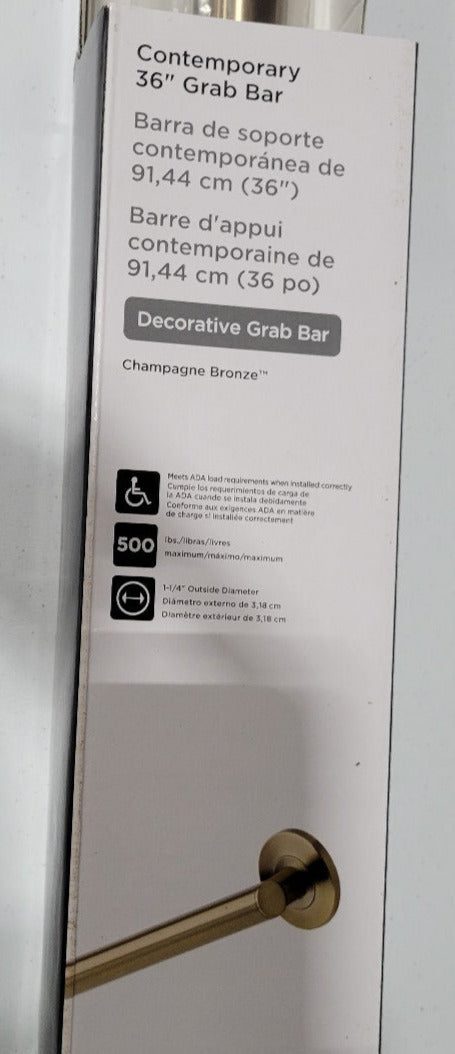 Contemporary
36" Grab Bar
Barra de soporte
contemporánea de
91,44 cm (36")
Barre d'appui
contemporaine de
91,44 cm (36 po)
Decorative Grab Bar
Champagne Bronze™
Meets ADA load requirements when installed correctly
Cumple los requerimientos de carga de
la ADA cuando se instala debidamente
Conforme aux exigences ADA en matière
de charge si installée correctement
500
lbs./libras/livres
maximum/máximo/maximum
1-1/4" Outside Diameter
Diámetro externo de 3,18 cm
Diamètre extérieur de 3,18 cm